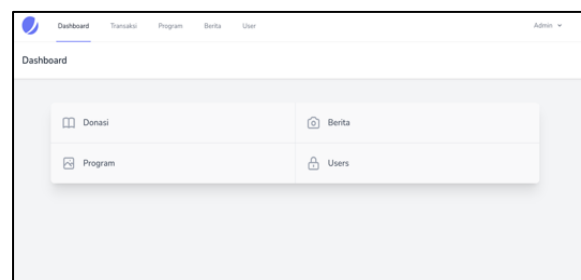 Dashboard Transaksi Program Berita User Admin
Dashboard
Donasi Berita
Program Users